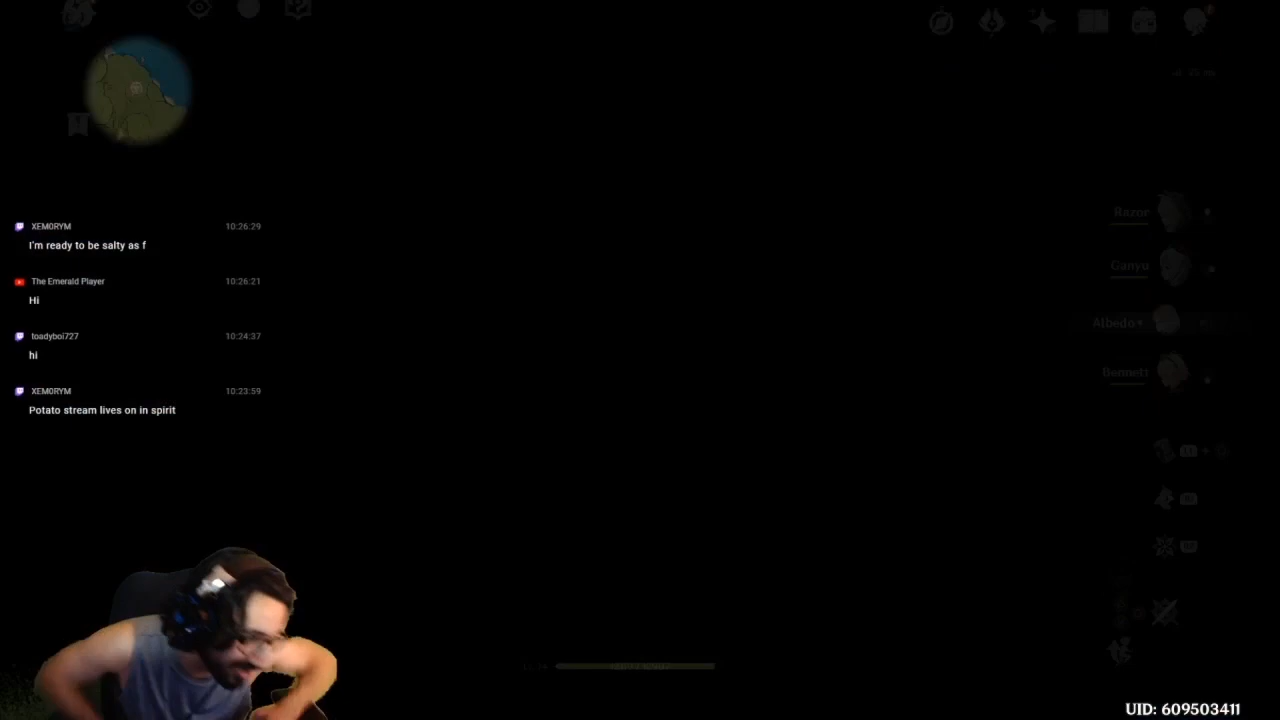 XEM0RYM 10:26:29
I'm ready to be salty as f
The Emerald Player 10:26:21
Hi
toadyboi727 10:24:37
hi
XEM0RYM 10:23:59
Potato stream lives on in spirit
Razor
Ganyu
Albedo
Bennett
UID: 609503411